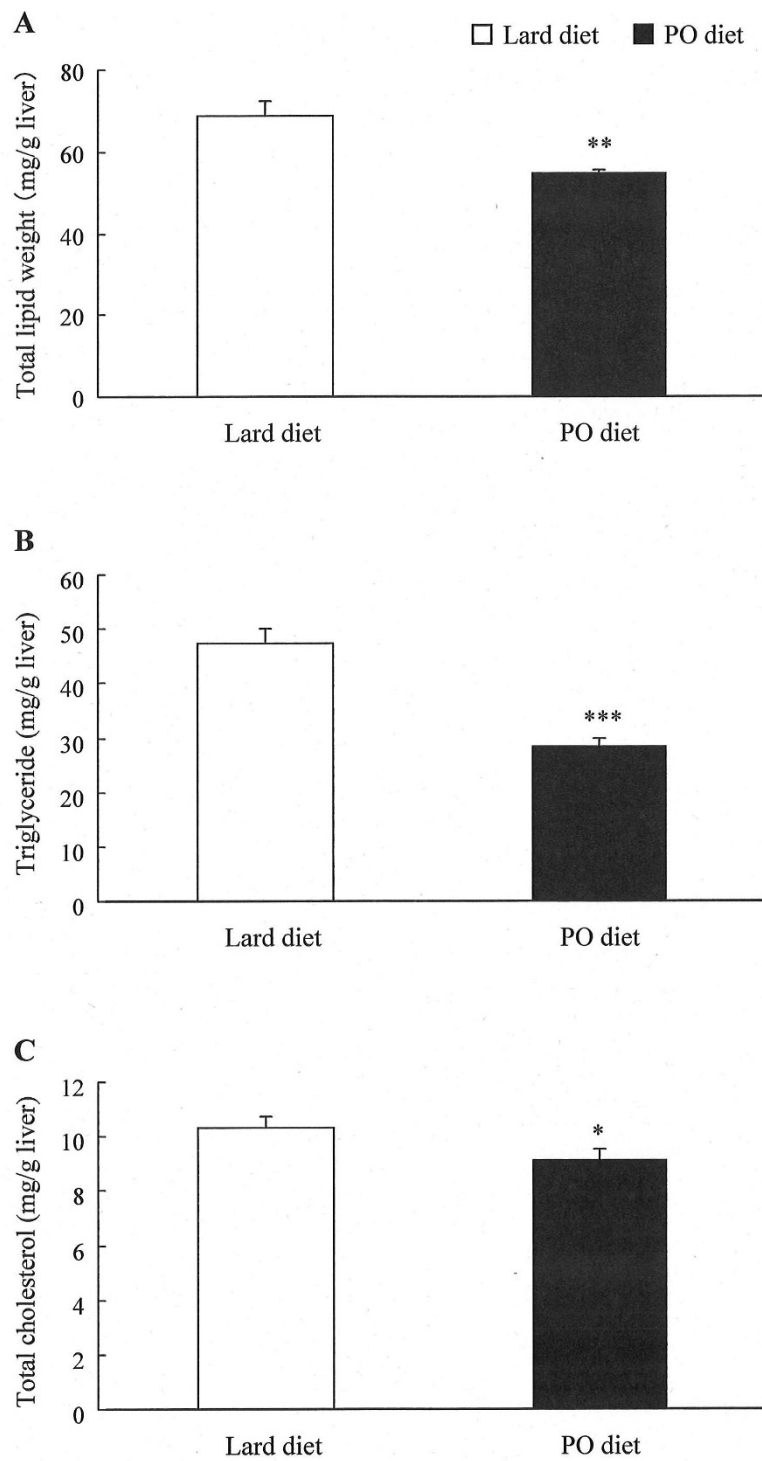 A
Lard diet PO diet
Total lipid weight (mg/g liver)
80
60
40
20
0
**
Lard diet PO diet
B
Triglyceride (mg/g liver)
60
50
40
30
20
10
0
***
Lard diet PO diet
C
Total cholesterol (mg/g liver)
12
10
8
6
4
2
0
*
Lard diet PO diet